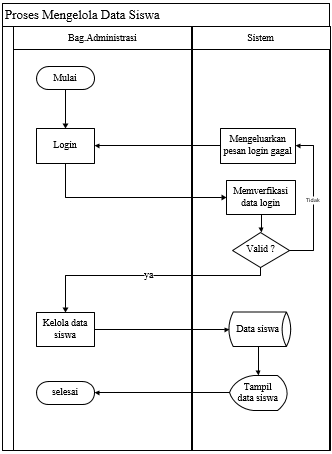 Proses Mengelola Data Siswa
Bag.Administrasi
Sistem
Mulai
Login
Mengeluarkan
pesan login gagal
Memverfikasi
data login
Tidak
Valid ?
ya
Kelola data
siswa
Data siswa
Tampil
data siswa
selesai